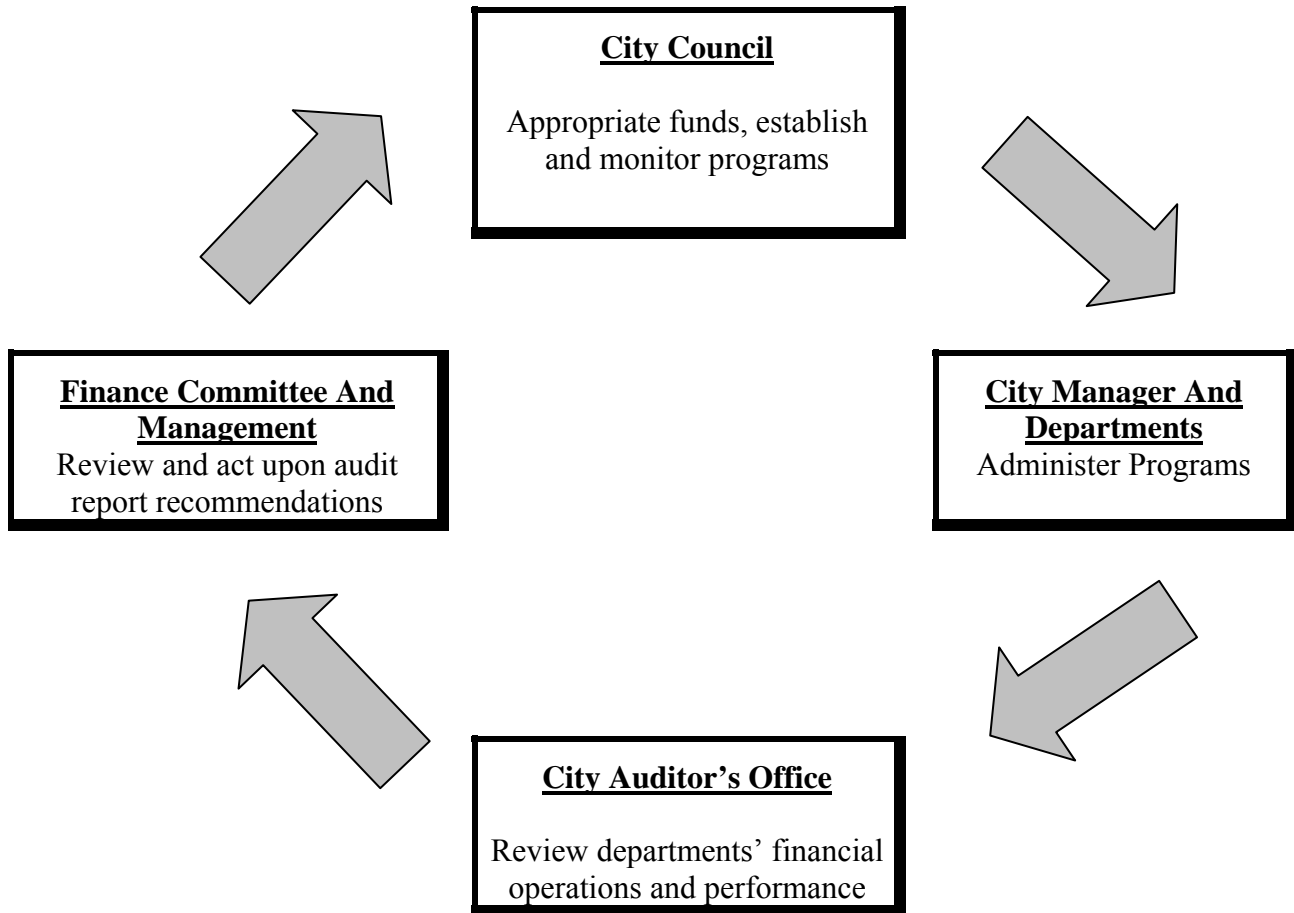 City Council
Appropriate funds, establish
and monitor programs
Finance Committee And
Management
Review and act upon audit
report recommendations
City Manager And
Departments
Administer Programs
City Auditor’s Office
Review departments’ financial
operations and performance